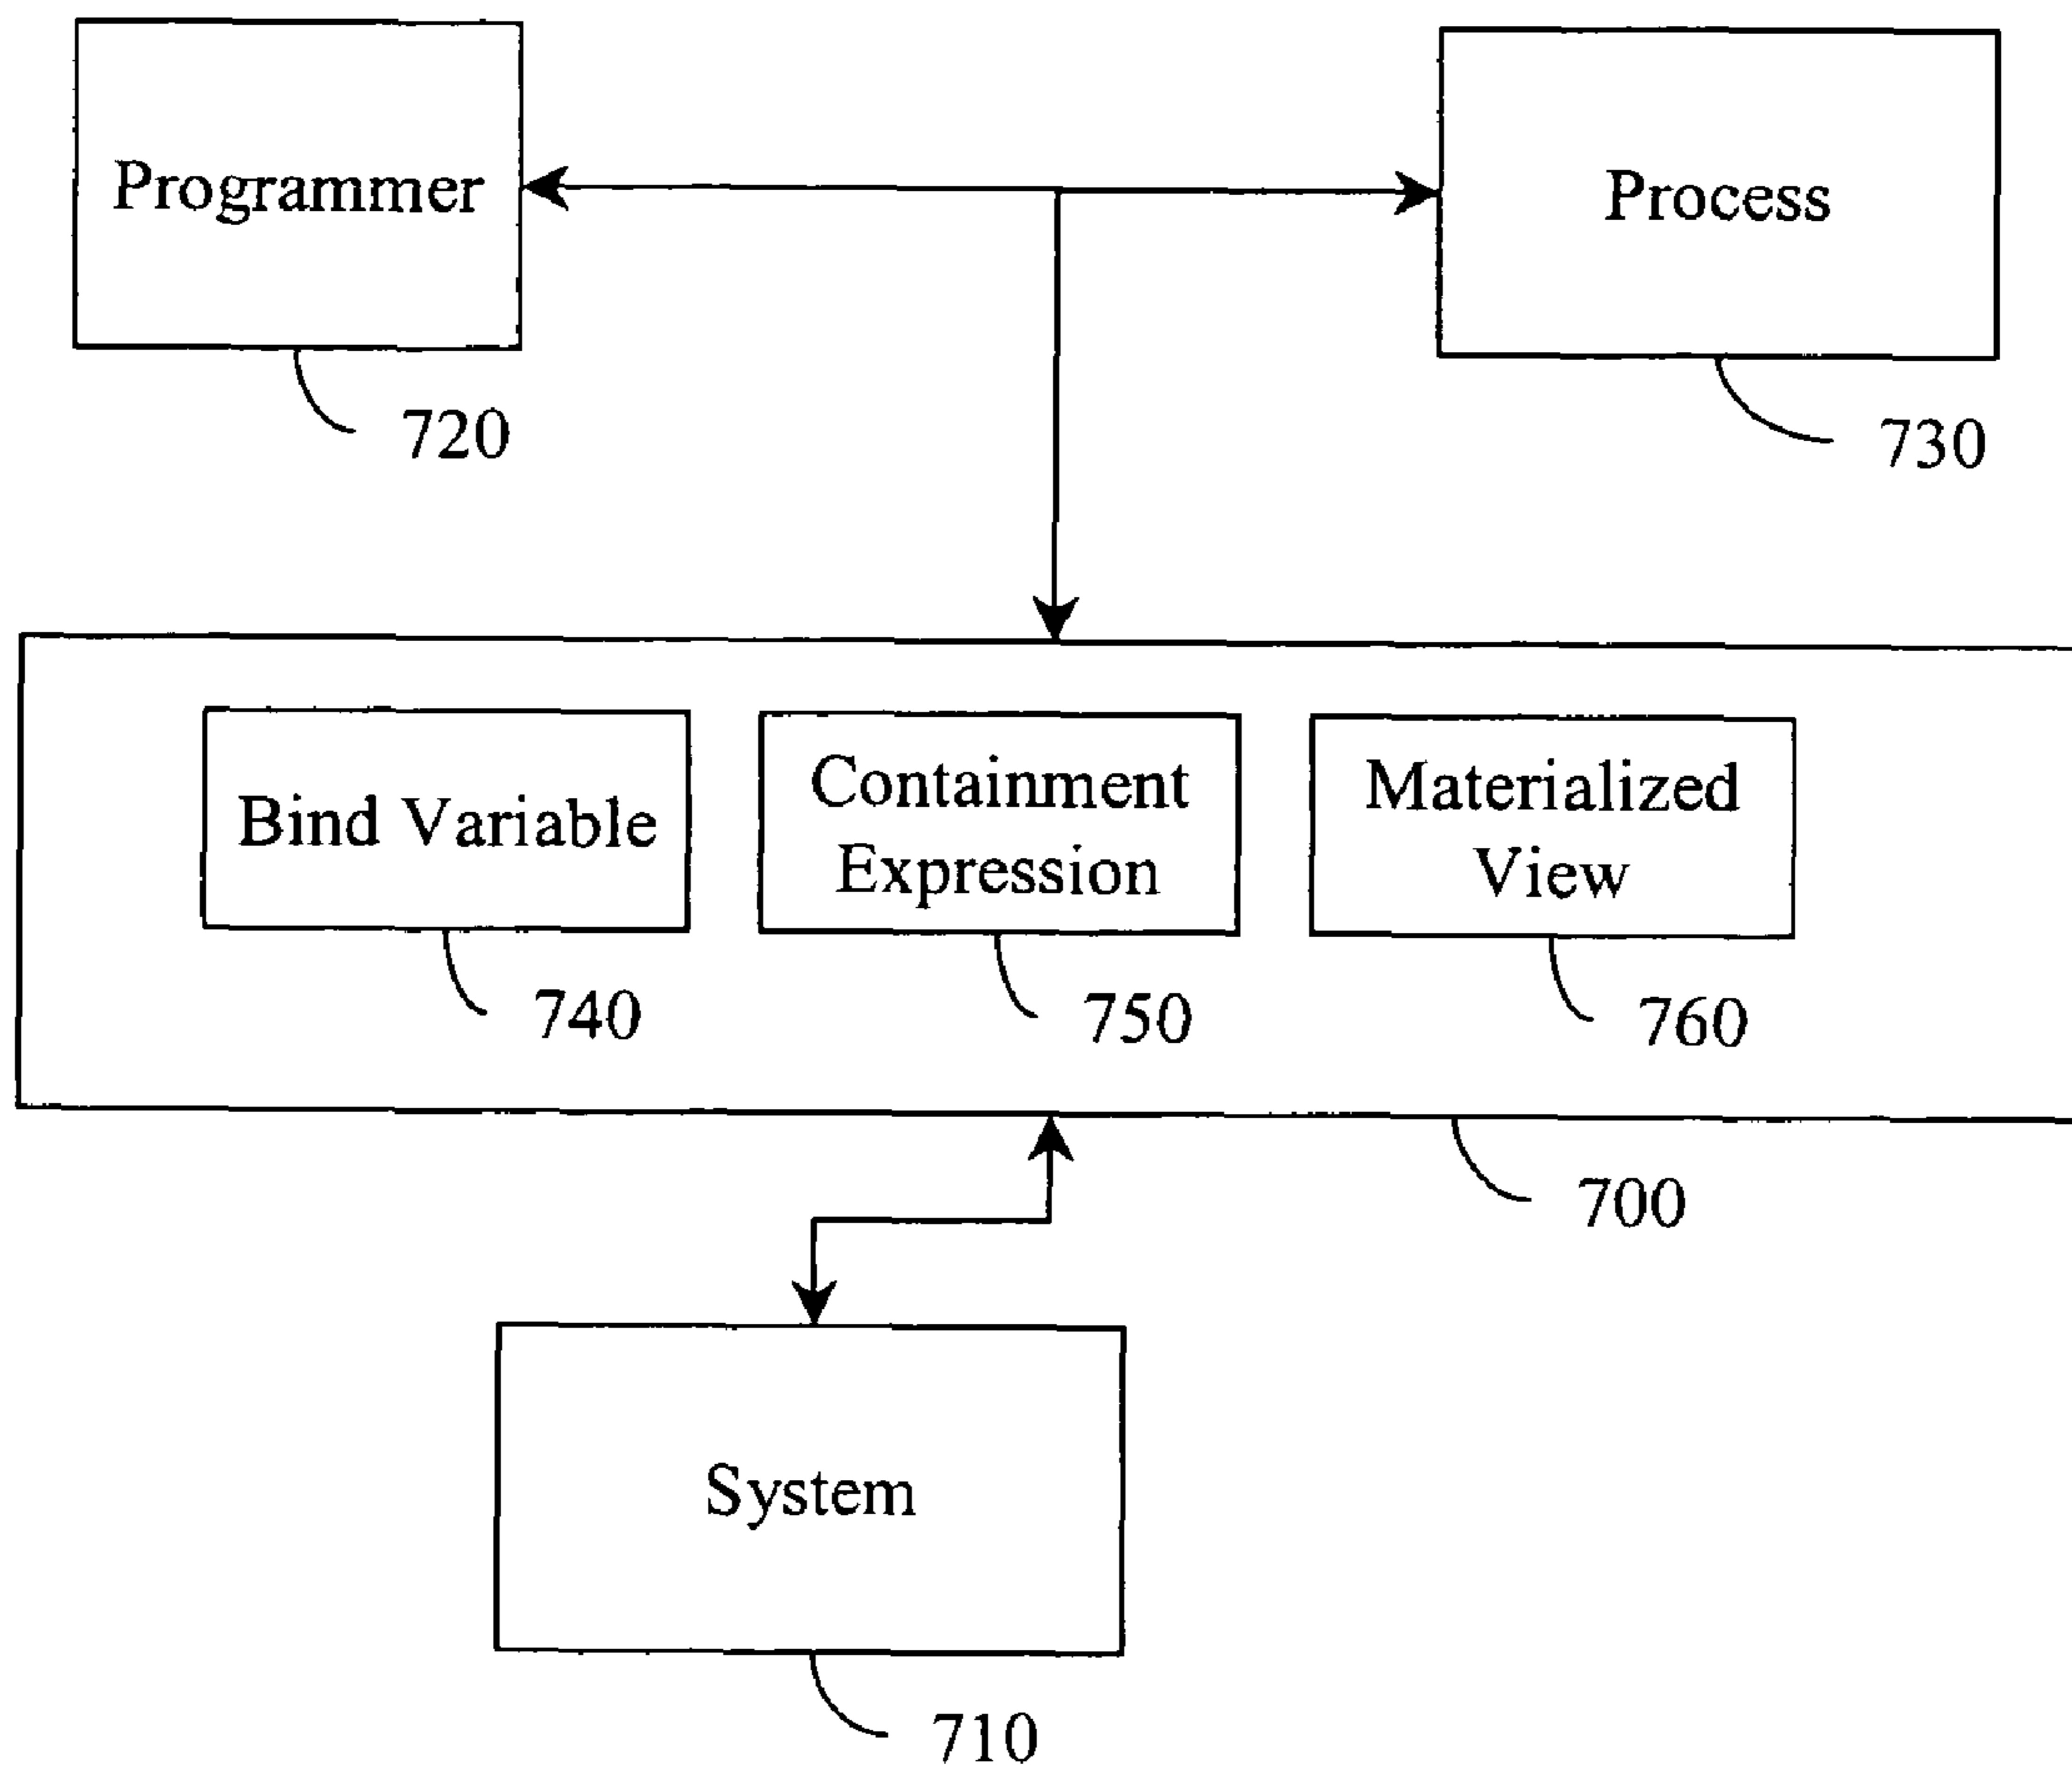 Programmer
Process
720
730
Bind Variable
Containment
Expression
Materialized
View
740
750
760
700
System
710